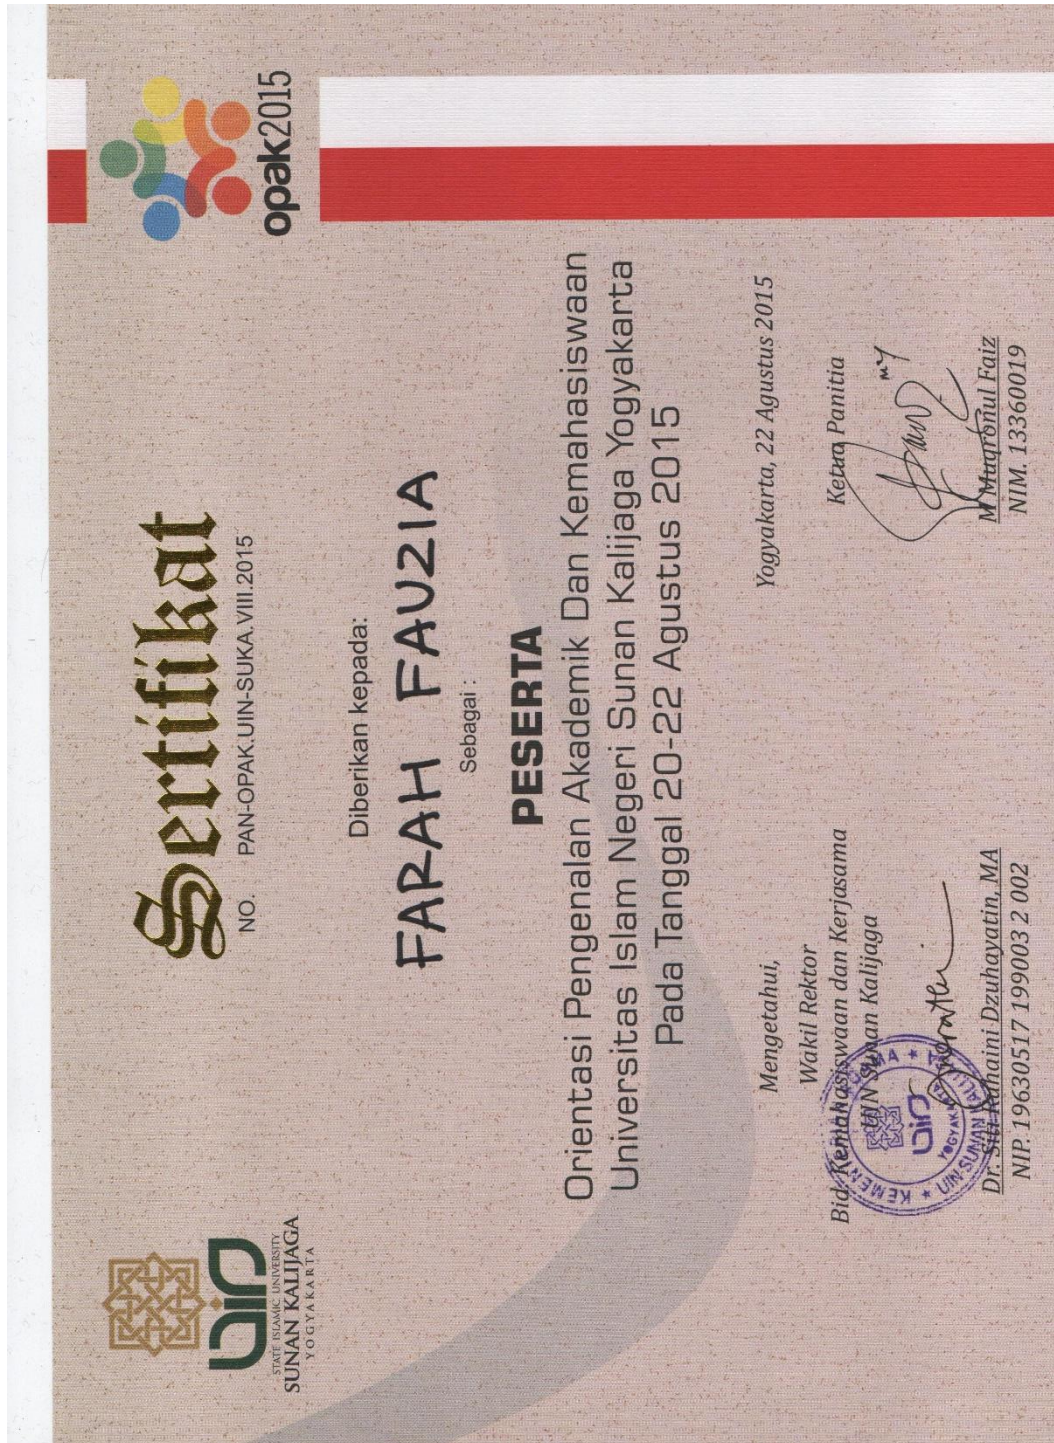 STATE ISLAMIC UNIVERSITY
SUNAN KALIJAGA
YOGYAKARTA
opak2015
Sertifikat
NO. PAN-OPAK.UIN-SUKA.VIII.2015
Diberikan kepada:
FARAH FAUZIA
Sebagai :
PESERTA
Orientasi Pengenalan Akademik Dan Kemahasiswaan
Universitas Islam Negeri Sunan Kalijaga Yogyakarta
Pada Tanggal 20-22 Agustus 2015
Yogyakarta, 22 Agustus 2015
Mengetahui,
Wakil Rektor
Bid. Kemahasiswaan dan Kerjasama
UIN Sunan Kalijaga
Dr. Siti Ruhaini Dzuhayatin, MA
NIP. 19630517 199003 2 002
Ketua Panitia
M Muqronul Faiz
NIM. 13360019